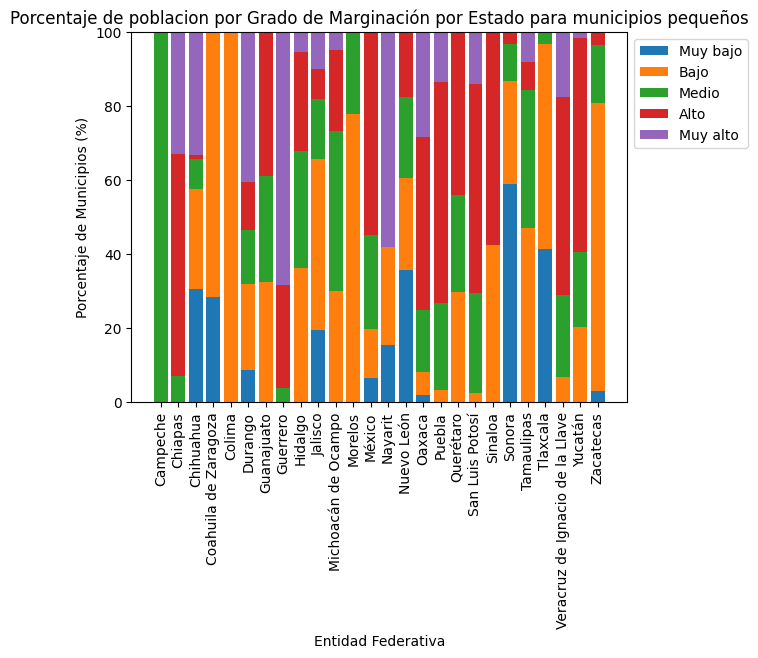 Porcentaje de poblacion por Grado de Marginación por Estado para municipios pequeños
Muy bajo
Bajo
Medio
Alto
Muy alto
Porcentaje de Municipios (%)
100
80
60
40
20
0
Campeche
Chiapas
Chihuahua
Coahuila de Zaragoza
Colima
Durango
Guanajuato
Guerrero
Hidalgo
Jalisco
Michoacán de Ocampo
Morelos
México
Nayarit
Nuevo León
Oaxaca
Puebla
Querétaro
San Luis Potosí
Sinaloa
Sonora
Tamaulipas
Tlaxcala
Veracruz de Ignacio de la Llave
Yucatán
Zacatecas
Entidad Federativa